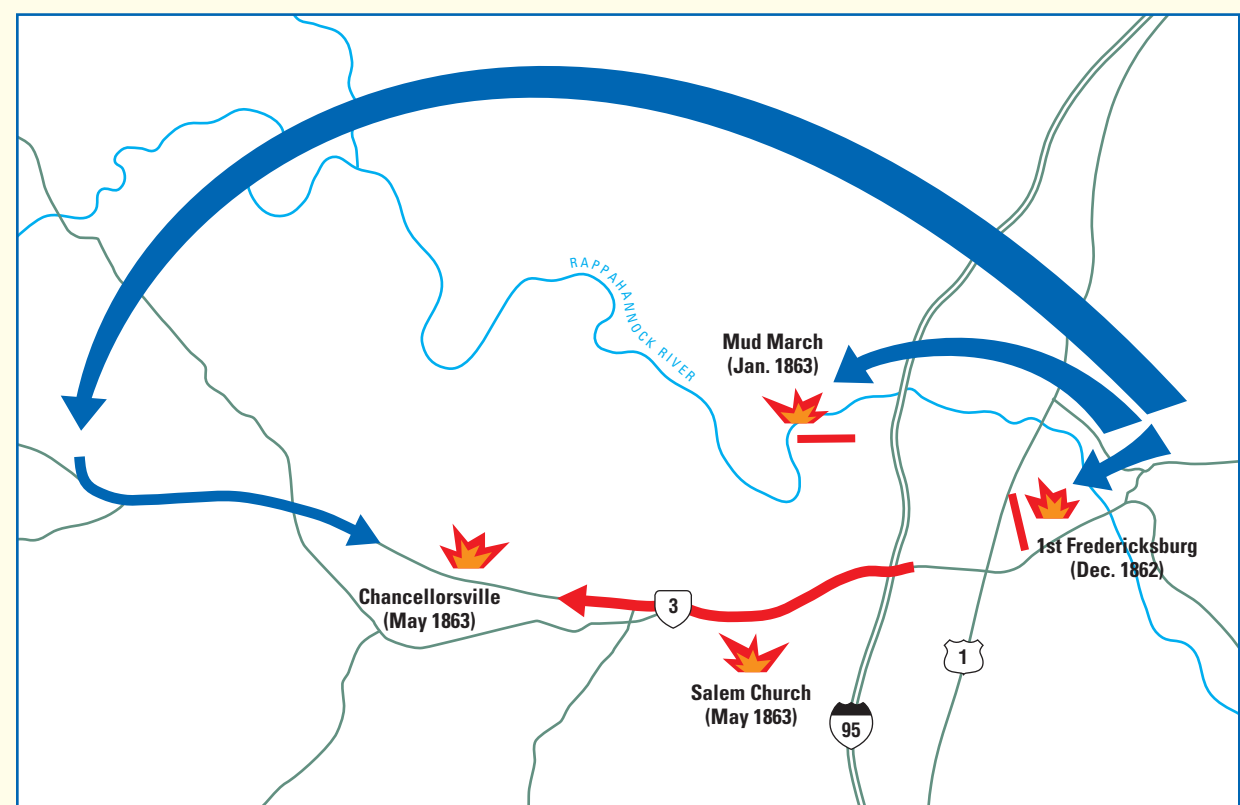 RAPPAHANNOCK RIVER
Mud March
(Jan. 1863)
1st Fredericksburg
(Dec. 1862)
Chancellorsville
(May 1863)
3
Salem Church
(May 1863)
1
95